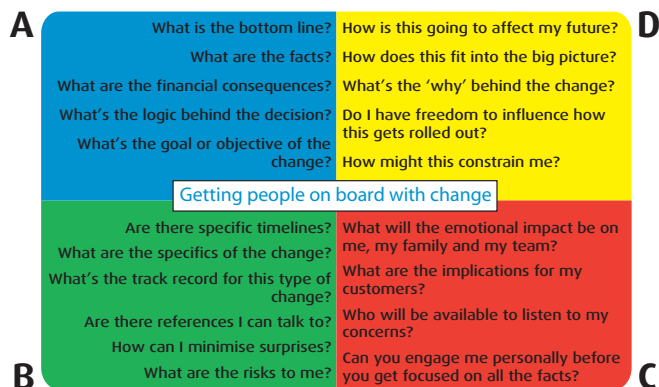 A
What is the bottom line?
What are the facts?
What are the financial consequences?
What's the logic behind the decision?
What's the goal or objective of the
change?
D
How is this going to affect my future?
How does this fit into the big picture?
What's the ‘why’ behind the change?
Do I have freedom to influence how
this gets rolled out?
How might this constrain me?
Getting people on board with change
B
Are there specific timelines?
What are the specifics of the change?
What's the track record for this type of
change?
Are there references I can talk to?
How can I minimise surprises?
What are the risks to me?
C
What will the emotional impact be on
me, my family and my team?
What are the implications for my
customers?
Who will be available to listen to my
concerns?
Can you engage me personally before
you get focused on all the facts?